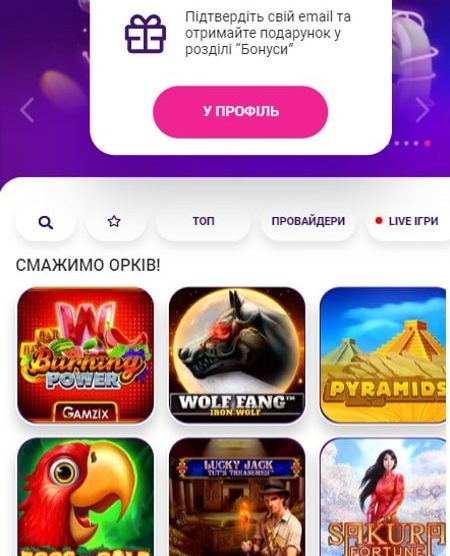 Підтвердіть свій email та
отримайте подарунок у
розділі “Бонуси”
У ПРОФІЛЬ
ТОП
ПРОВАЙДЕРИ
LIVE ІГРИ
СМАЖИМО ОРКІВ!
Burning
POWER
GAMZIX
WOLF FANG™
IRON WOLF
PYRAMIDS
LUCKY JACK
TUT'S TREASURES
SAKURA
FORTUNE